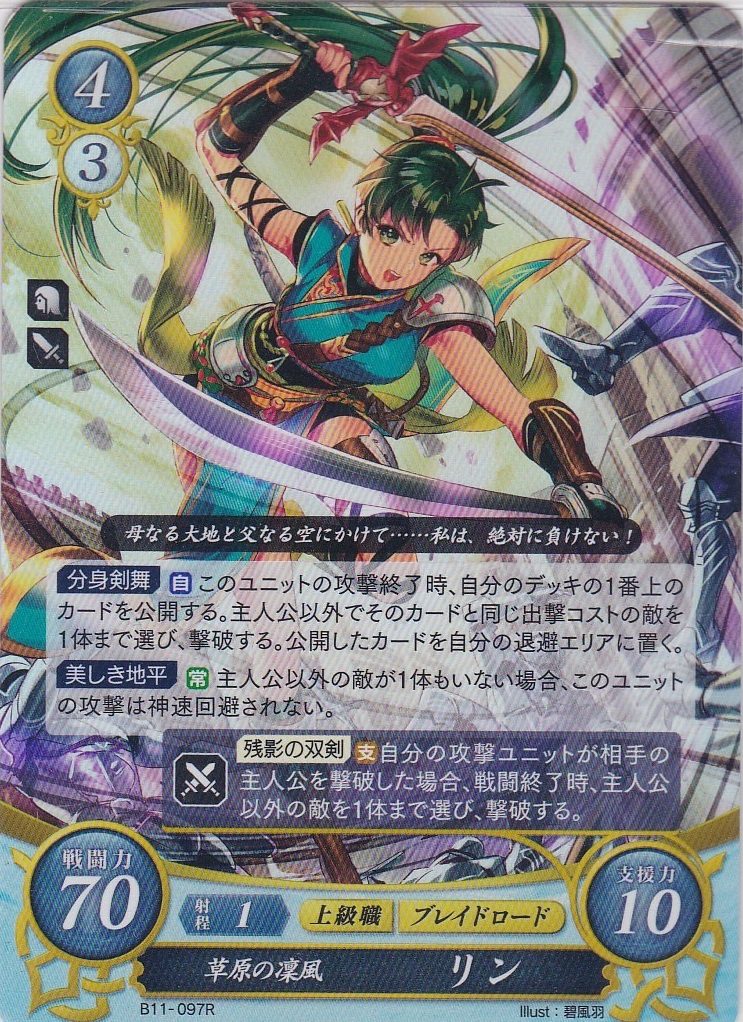 4
3
母なる大地と父なる空にかけて……私は、絶対に負けない！
分身剣舞 自 このユニットの攻撃終了時、自分のデッキの1番上の
カードを公開する。主人公以外でそのカードと同じ出撃コストの敵を
1体まで選び、撃破する。公開したカードを自分の退避エリアに置く。
美しき地平 常 主人公以外の敵が1体もいない場合、このユニット
の攻撃は神速回避されない。
残影の双剣 支 自分の攻撃ユニットが相手の
主人公を撃破した場合、戦闘終了時、主人公
以外の敵を1体まで選び、撃破する。
戦闘力
70
射程 1
上級職 ブレイドロード
支援力
10
草原の凜風 リン
B11-097R
Illust：碧風羽